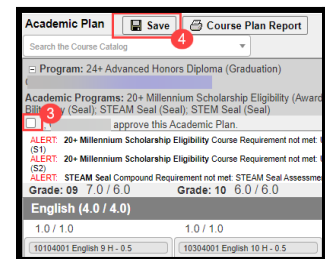 Academic Plan Save Course Plan Report
4
Search the Course Catalog
Program: 24+ Advanced Honors Diploma (Graduation)
Academic Programs: 20+ Millennium Scholarship Eligibility (Award
(Seal); STEAM Seal (Seal); STEM Seal (Seal)
3
approve this Academic Plan.
ALERT: 20+ Millennium Scholarship Eligibility Course Requirement not met:
(S1)
ALERT: 20+ Millennium Scholarship Eligibility Course Requirement not met:
(S2)
ALERT: STEAM Seal Compound Requirement not met: STEAM Seal Assessme
Grade: 09 7.0 / 6.0 Grade: 10 6.0 / 6.0
English (4.0 / 4.0)
1.0 / 1.0 1.0 / 1.0
10104001 English 9 H - 0.5 10304001 English 10 H - 0.5